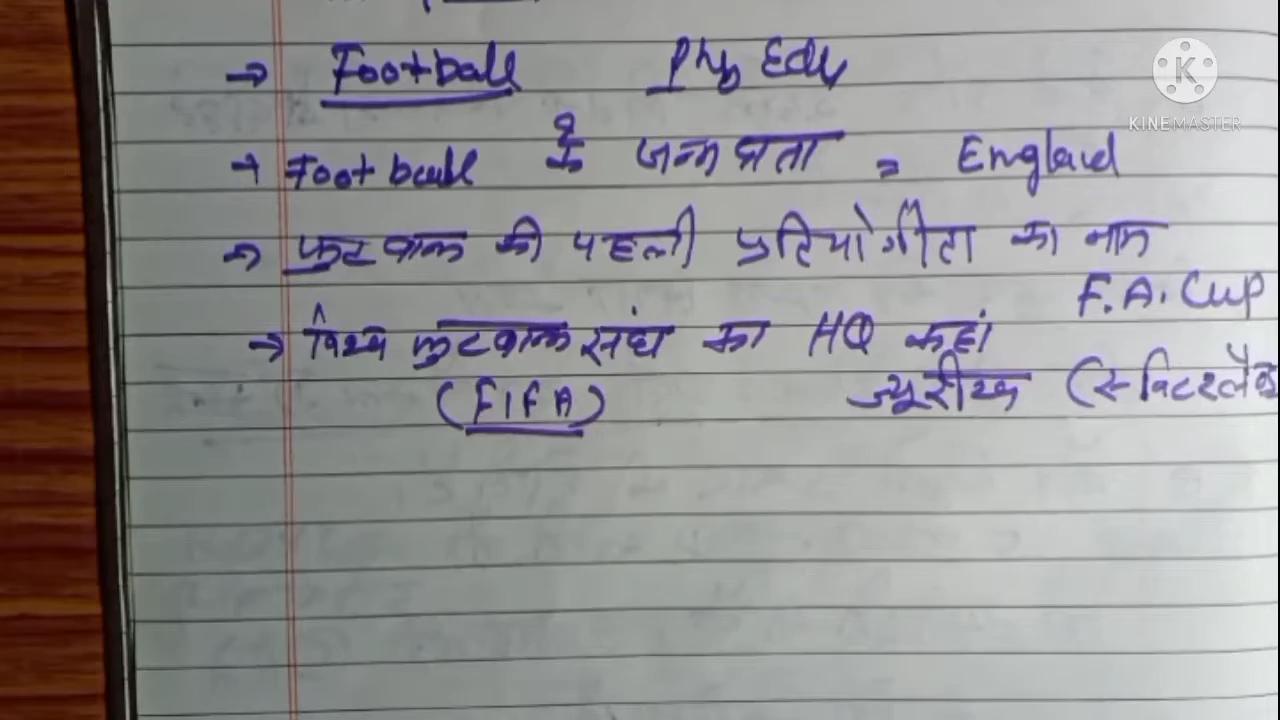 → Football Phy Edu
→ Football के जन्मदाता = England
→ फुटबाल की पहली प्रतियोगीता का नाम
F.A. Cup
→ विश्व फुटबाल संघ का HQ कहां
(FIFA) ज्यूरीख (स्विटरलैंड
KINEMASTER